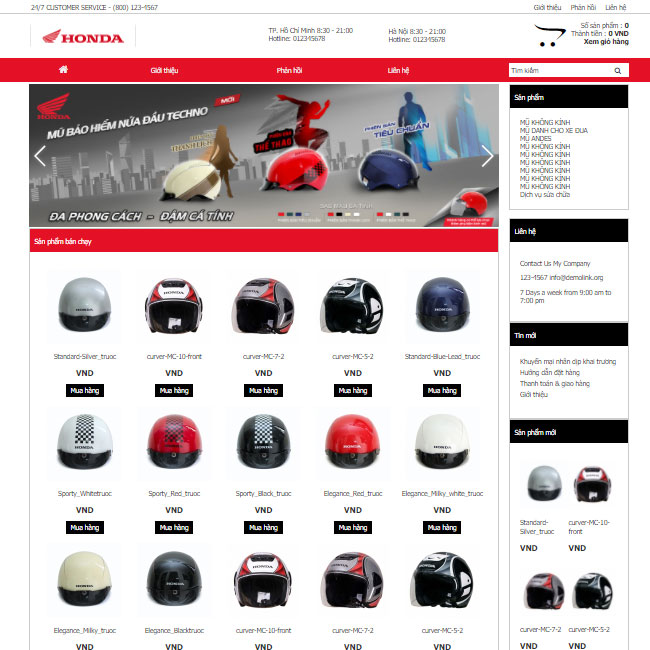 24/7 CUSTOMER SERVICE - (800) 123-4567
Giới thiệu Phản hồi Liên hệ
HONDA
TP. Hồ Chí Minh 8:30 - 21:00
Hotline: 012345678
Hà Nội 8:30 - 21:00
Hotline: 012345678
Số sản phẩm : 0
Thành tiền : 0 VND
Xem giỏ hàng
Giới thiệu Phản hồi Liên hệ
Tìm kiếm
HONDA
MŨ BẢO HIỂM NỬA ĐẦU TECHNO
MỚI
PHIÊN BẢN
THỂ THAO
PHIÊN BẢN
TIÊU CHUẨN
ĐA PHONG CÁCH - ĐẬM CÁ TÍNH
Sản phẩm
MŨ KHÔNG KÍNH
MŨ DANH CHO XE ĐUA
MŨ ANDES
MŨ KHÔNG KÍNH
MŨ KHÔNG KÍNH
MŨ KHÔNG KÍNH
MŨ KHÔNG KÍNH
MŨ KHÔNG KÍNH
MŨ KHÔNG KÍNH
Dịch vụ sửa chữa
Sản phẩm bán chạy
Standard-Silver_truoc curver-MC-10-front curver-MC-7-2 curver-MC-5-2 Standard-Blue-Lead_truoc
VND VND VND VND VND
Mua hàng Mua hàng Mua hàng Mua hàng Mua hàng
Sporty_Whitetruoc Sporty_Red_truoc Sporty_Black_truoc Elegance_Red_truoc Elegance_Milky_white_truoc
VND VND VND VND VND
Mua hàng Mua hàng Mua hàng Mua hàng Mua hàng
Elegance_Milky_truoc Elegance_Blacktruoc curver-MC-10-front curver-MC-7-2 curver-MC-5-2
VND VND VND VND VND
Liên hệ
Contact Us My Company
123-4567 info@demolink.org
7 Days a week from 9:00 am to
7:00 pm
Tin mới
Khuyến mại nhân dịp khai trương
Hướng dẫn đặt hàng
Thanh toán & giao hàng
Giới thiệu
Sản phẩm mới
Standard-
Silver_truoc
VND
curver-MC-10-
front
VND
curver-MC-7-2 curver-MC-5-2
VND VND